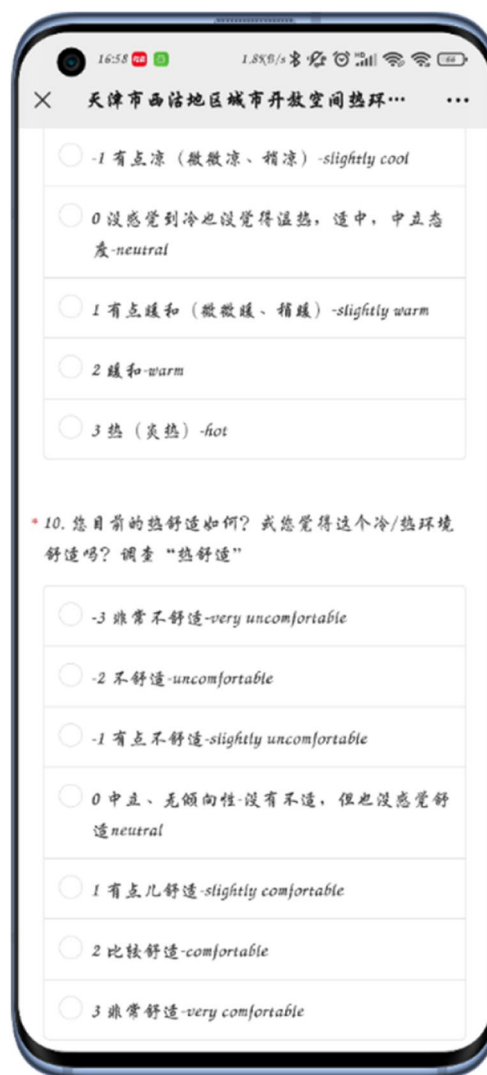 16:58 1.8KB/s 66
天津市西沽地区城市开放空间热环…
-1 有点凉（微微凉、稍凉）-slightly cool
0 没感觉到冷也没觉得温热，适中，中立态
度-neutral
1 有点暖和（微微暖、稍暖）-slightly warm
2 暖和-warm
3 热（炎热）-hot
* 10. 您目前的热舒适如何？或您觉得这个冷/热环境
舒适吗？调查“热舒适”
-3 非常不舒适-very uncomfortable
-2 不舒适-uncomfortable
-1 有点不舒适-slightly uncomfortable
0 中立、无倾向性-没有不适，但也没感觉舒
适neutral
1 有点儿舒适-slightly comfortable
2 比较舒适-comfortable
3 非常舒适-very comfortable